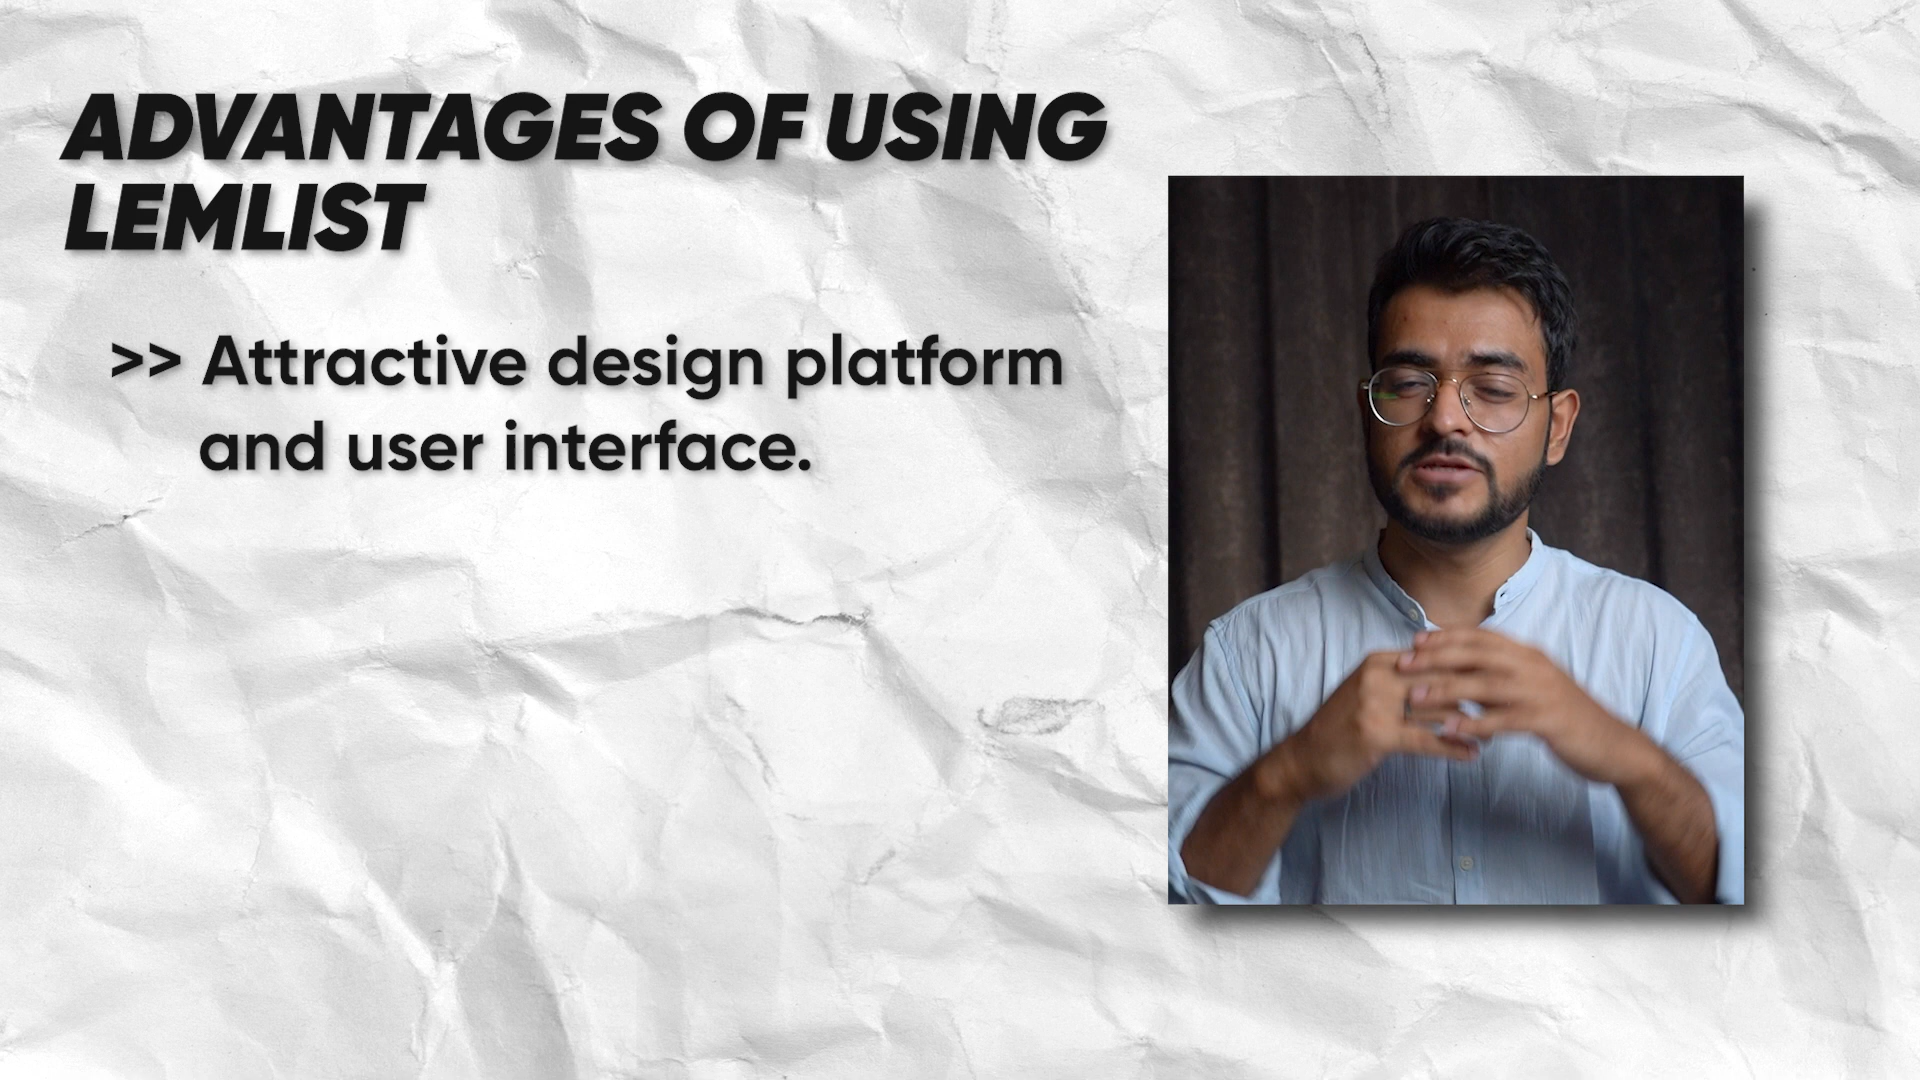 ADVANTAGES OF USING
LEMLIST
>> Attractive design platform
and user interface.